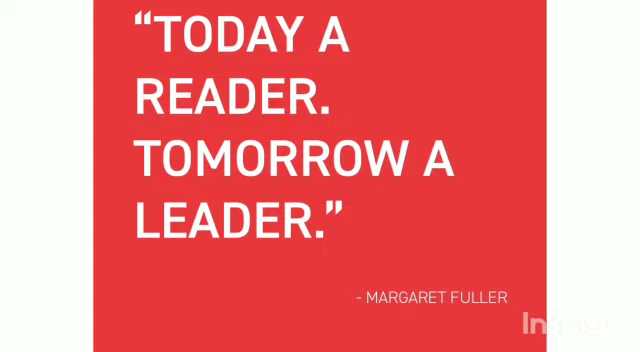 “TODAY A
READER.
TOMORROW A
LEADER.”
- MARGARET FULLER